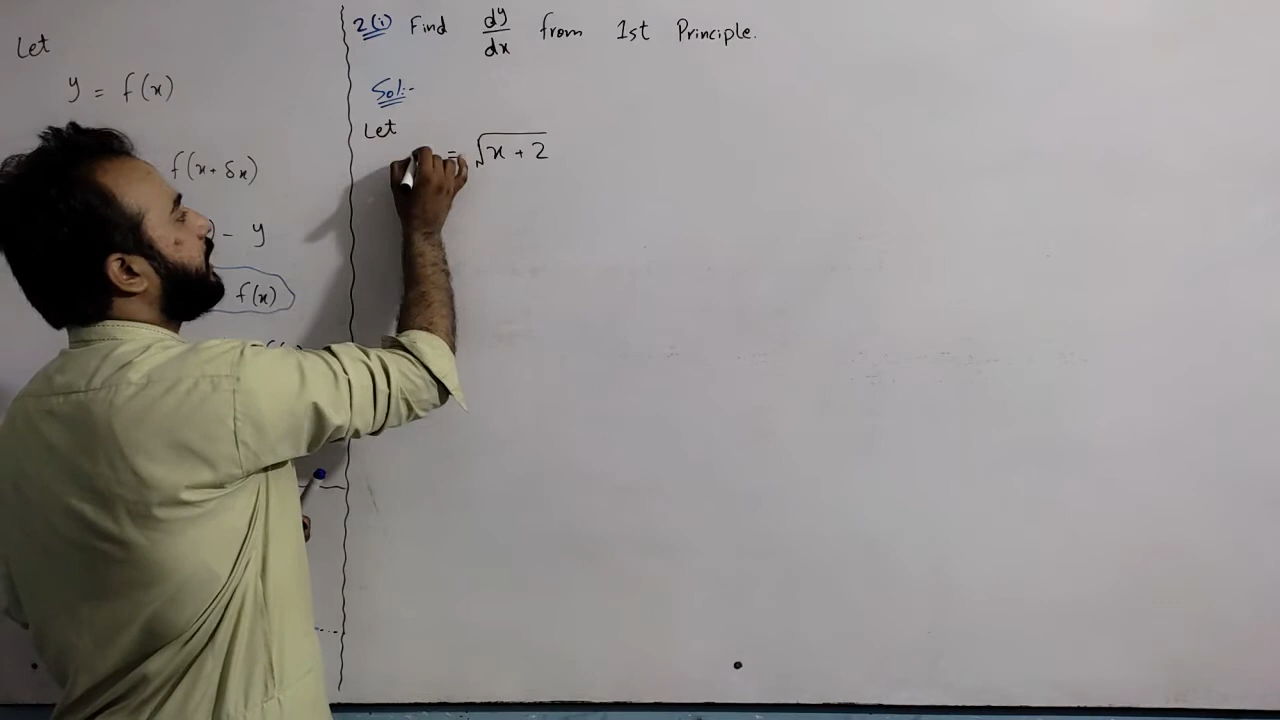 Let
y = f(x)
f(x + δx)
) - y
f(x)
2(i) Find dy/dx from 1st Principle.
Sol:-
Let
= √x + 2